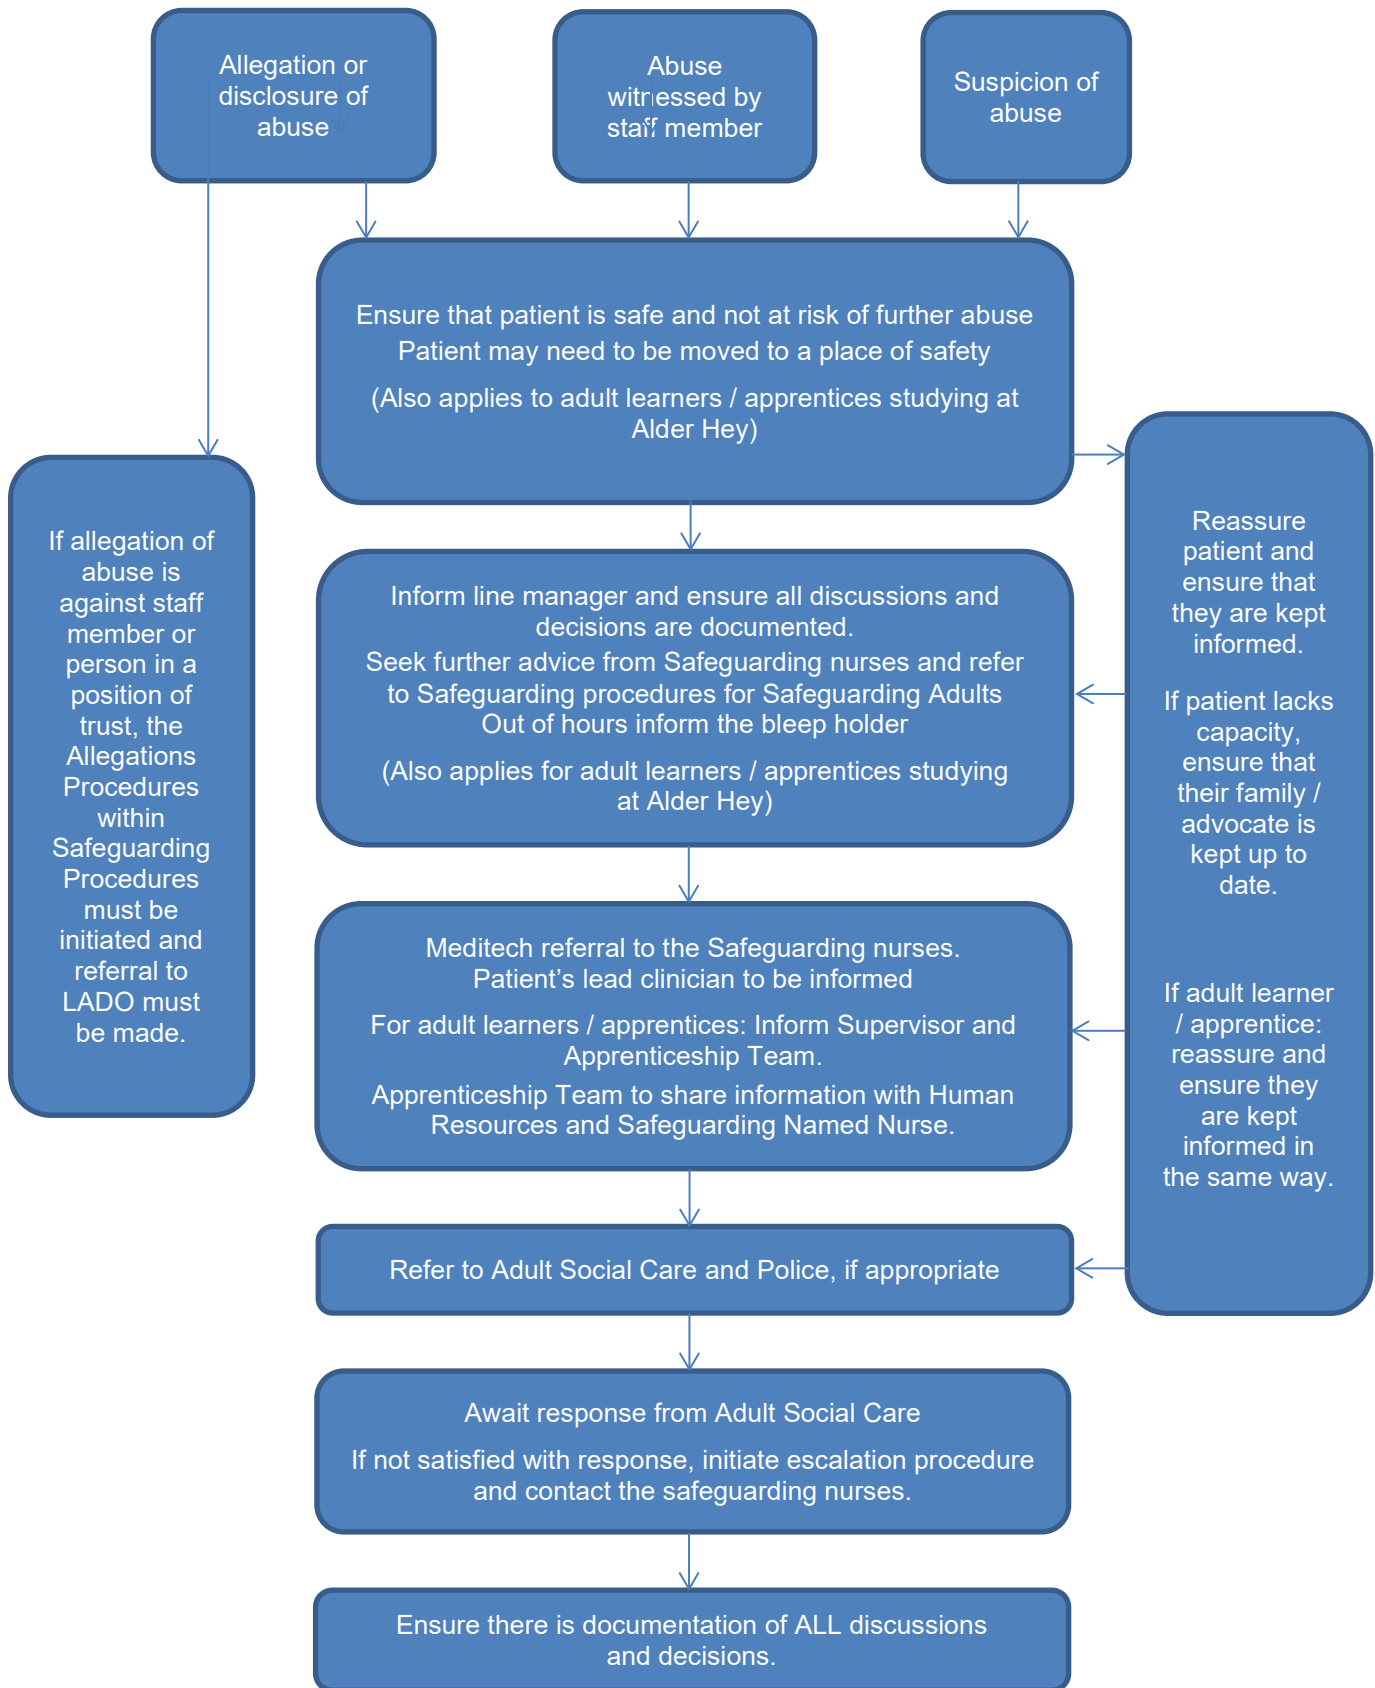 Allegation or
disclosure of
abuse
Abuse
witnessed by
staff member
Suspicion of
abuse
Ensure that patient is safe and not at risk of further abuse
Patient may need to be moved to a place of safety
(Also applies to adult learners / apprentices studying at
Alder Hey)
If allegation of
abuse is
against staff
member or
person in a
position of
trust, the
Allegations
Procedures
within
Safeguarding
Procedures
must be
initiated and
referral to
LADO must
be made.
Inform line manager and ensure all discussions and
decisions are documented.
Seek further advice from Safeguarding nurses and refer
to Safeguarding procedures for Safeguarding Adults
Out of hours inform the bleep holder
(Also applies for adult learners / apprentices studying
at Alder Hey)
Reassure
patient and
ensure that
they are kept
informed.
If patient lacks
capacity,
ensure that
their family /
advocate is
kept up to
date.
If adult learner
/ apprentice:
reassure and
ensure they
are kept
informed in
the same way.
Meditech referral to the Safeguarding nurses.
Patient’s lead clinician to be informed
For adult learners / apprentices: Inform Supervisor and
Apprenticeship Team.
Apprenticeship Team to share information with Human
Resources and Safeguarding Named Nurse.
Refer to Adult Social Care and Police, if appropriate
Await response from Adult Social Care
If not satisfied with response, initiate escalation procedure
and contact the safeguarding nurses.
Ensure there is documentation of ALL discussions
and decisions.